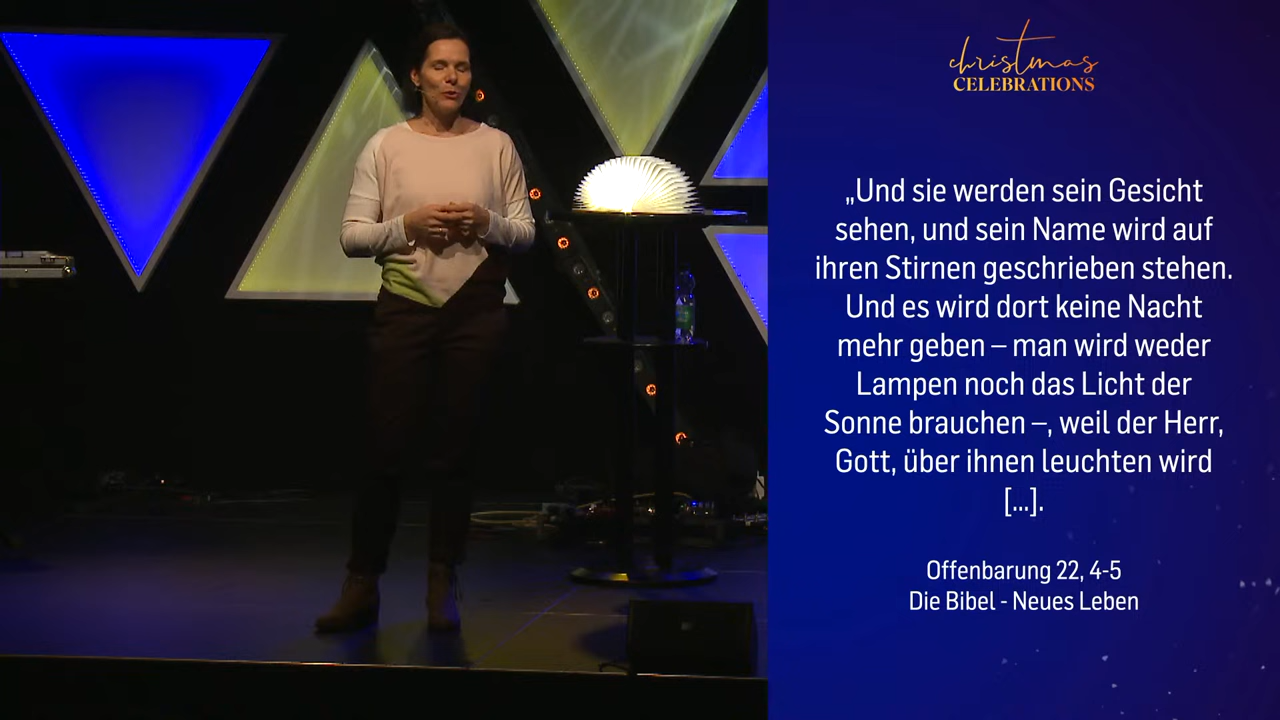 christmas
CELEBRATIONS
„Und sie werden sein Gesicht
sehen, und sein Name wird auf
ihren Stirnen geschrieben stehen.
Und es wird dort keine Nacht
mehr geben – man wird weder
Lampen noch das Licht der
Sonne brauchen –, weil der Herr,
Gott, über ihnen leuchten wird
[...].
Offenbarung 22, 4-5
Die Bibel - Neues Leben